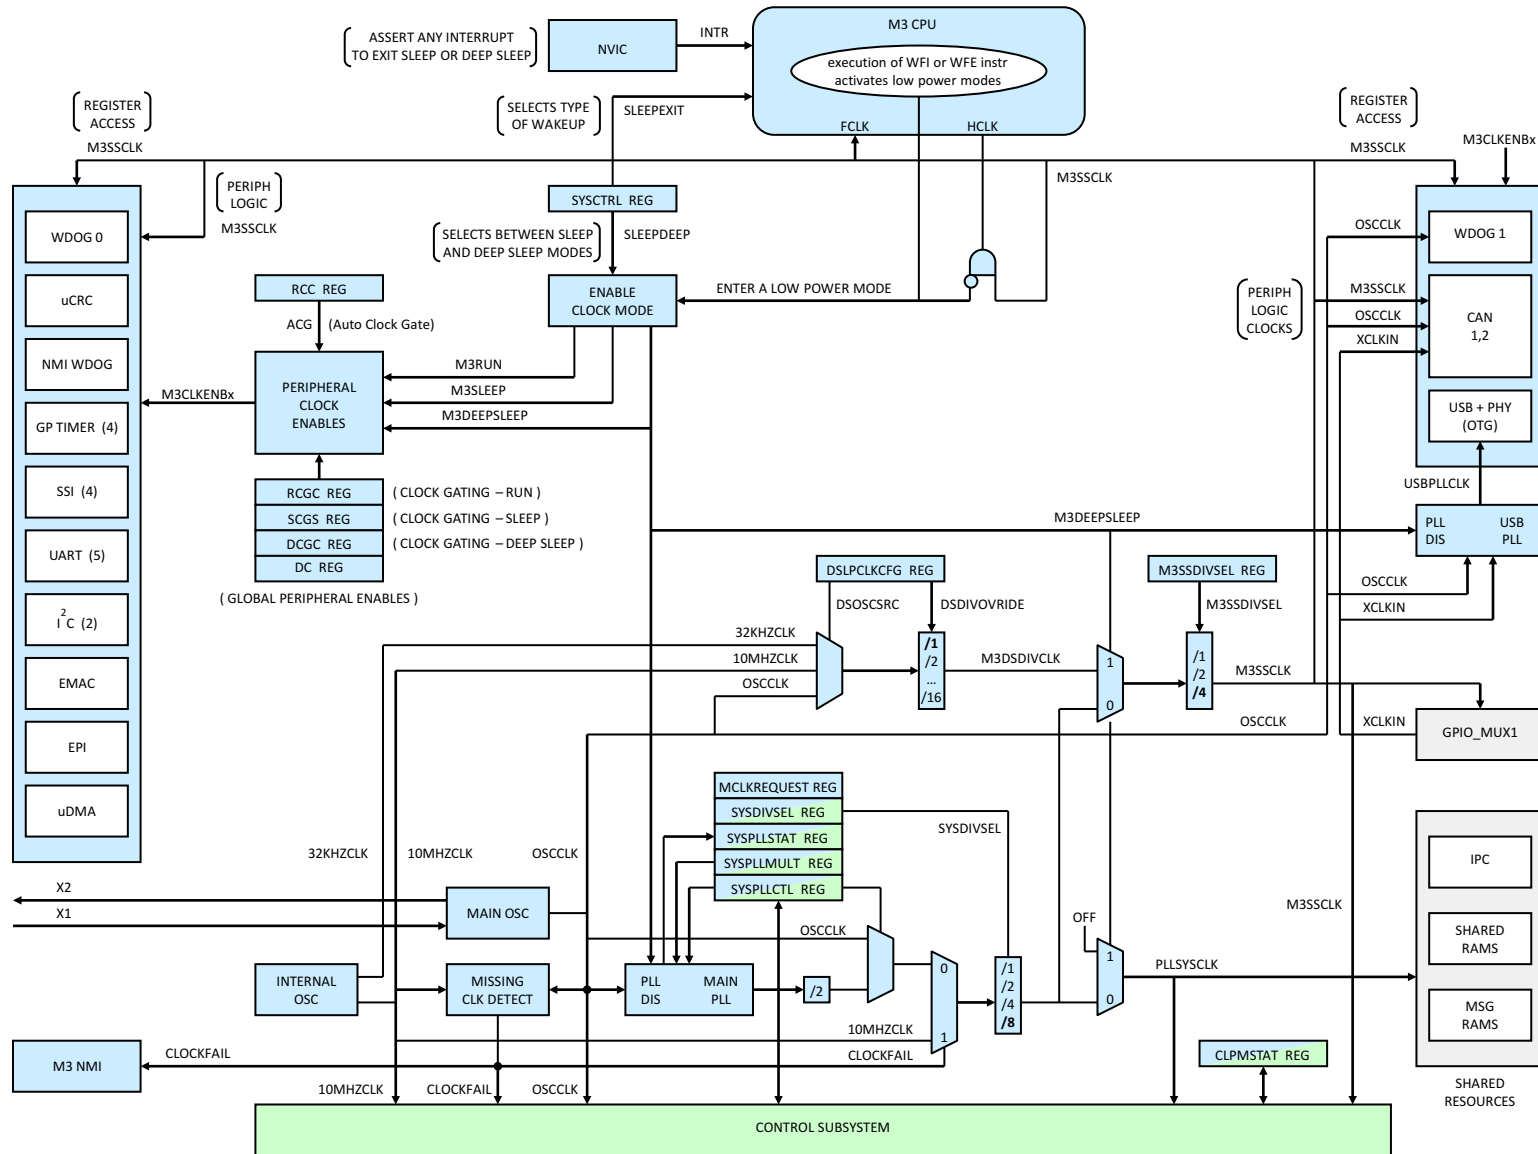 M3 CPU
ASSERT ANY INTERRUPT
TO EXIT SLEEP OR DEEP SLEEP
NVIC
INTR
execution of WFI or WFE instr
activates low power modes
REGISTER
ACCESS
SELECTS TYPE
OF WAKEUP
SLEEPEXIT
FCLK
HCLK
REGISTER
ACCESS
M3SSCLK
M3SSCLK
M3CLKENBx
PERIPH
LOGIC
M3SSCLK
SYSCTRL REG
M3SSCLK
WDOG 0
SELECTS BETWEEN SLEEP
AND DEEP SLEEP MODES
SLEEPDEEP
OSCCLK
WDOG 1
uCRC
RCC REG
ENABLE
CLOCK MODE
ENTER A LOW POWER MODE
PERIPH
LOGIC
CLOCKS
M3SSCLK
OSCCLK
XCLKIN
CAN
1,2
ACG
(Auto Clock Gate)
NMI WDOG
M3RUN
M3SLEEP
M3DEEPSLEEP
M3CLKENBx
PERIPHERAL
CLOCK
ENABLES
GP TIMER (4)
USB + PHY
(OTG)
SSI (4)
RCGC REG
( CLOCK GATING – RUN )
SCGS REG
( CLOCK GATING – SLEEP )
DCGC REG
( CLOCK GATING – DEEP SLEEP )
DC REG
( GLOBAL PERIPHERAL ENABLES )
USBPLLCLK
M3DEEPSLEEP
PLL
DIS
USB
PLL
UART (5)
DSLPCLKCFG REG
M3SSDIVSEL REG
OSCCLK
XCLKIN
DSOSCSRC
DSDIVOVRIDE
M3SSDIVSEL
I2C (2)
32KHZCLK
10MHZCLK
OSCCLK
/1
/2
...
/16
M3DSDIVCLK
1
0
/1
/2
/4
M3SSCLK
EMAC
OSCCLK
XCLKIN
GPIO_MUX1
EPI
MCLKREQUEST REG
SYSDIVSEL REG
SYSPLLSTAT REG
SYSPLLMULT REG
SYSPLLCTL REG
SYSDIVSEL
uDMA
32KHZCLK
10MHZCLK
OSCCLK
IPC
X2
X1
MAIN OSC
OSCCLK
OFF
M3SSCLK
SHARED
RAMS
INTERNAL
OSC
MISSING
CLK DETECT
PLL
DIS
MAIN
PLL
/2
0
1
/1
/2
/4
/8
1
0
PLLSYSCLK
MSG
RAMS
10MHZCLK
CLOCKFAIL
M3 NMI
CLOCKFAIL
CLPMSTAT REG
10MHZCLK
CLOCKFAIL
OSCCLK
SHARED
RESOURCES
CONTROL SUBSYSTEM